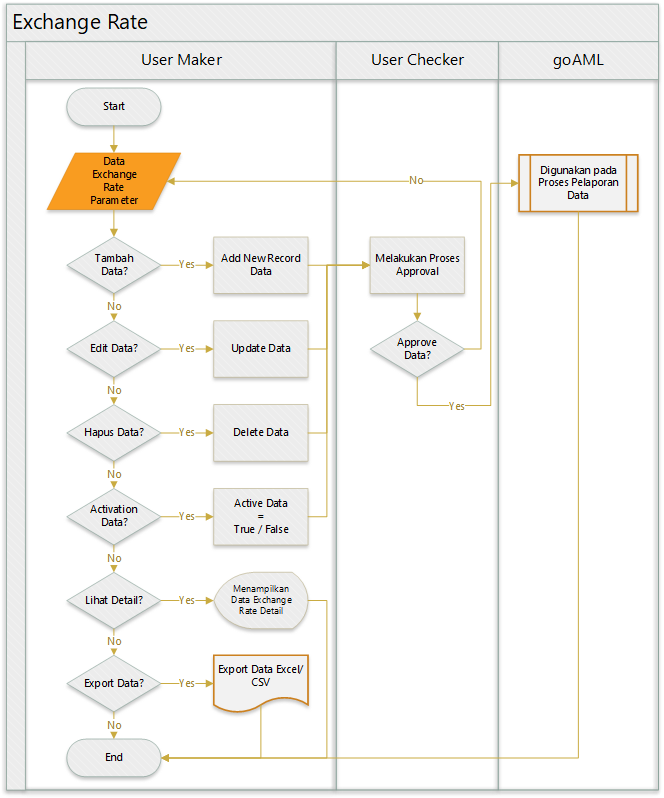 Exchange Rate
User Maker
User Checker
goAML
Start
Data
Exchange
Rate
Parameter
No
Digunakan pada
Proses Pelaporan
Data
Tambah
Data?
Yes
Add New Record
Data
Melakukan Proses
Approval
No
Edit Data?
Yes
Update Data
Approve
Data?
Yes
No
Hapus Data?
Yes
Delete Data
No
Activation
Data?
Yes
Active Data
=
True / False
No
Lihat Detail?
Yes
Menampilkan
Data Exchange
Rate Detail
No
Export Data?
Yes
Export Data Excel/
CSV
No
End